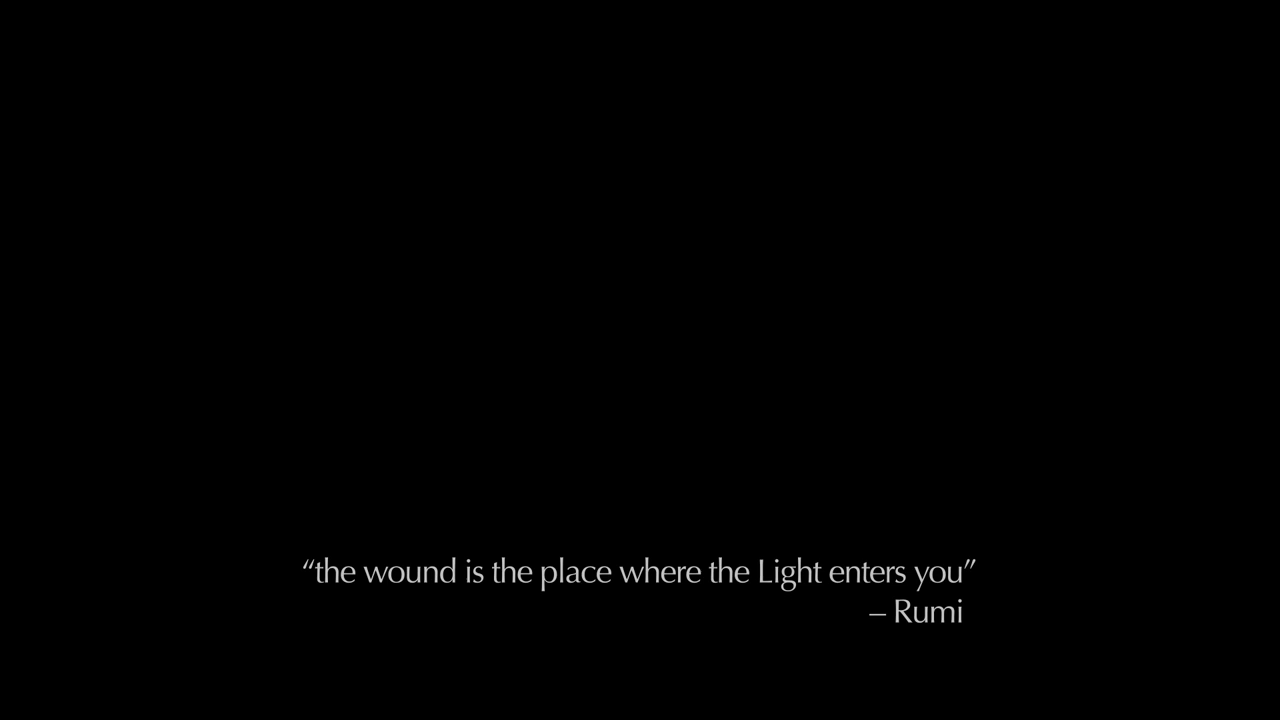 “the wound is the place where the Light enters you”
– Rumi